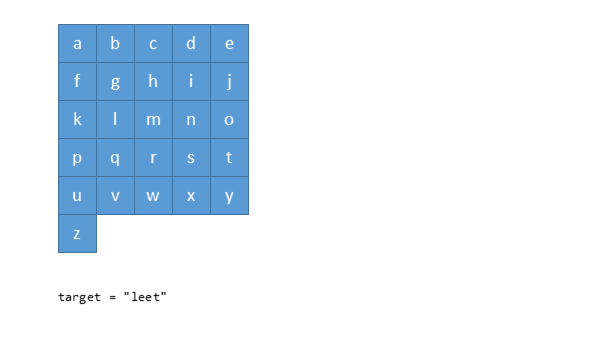 a b c d e
f g h i j
k l m n o
p q r s t
u v w x y
z
target = "leet"